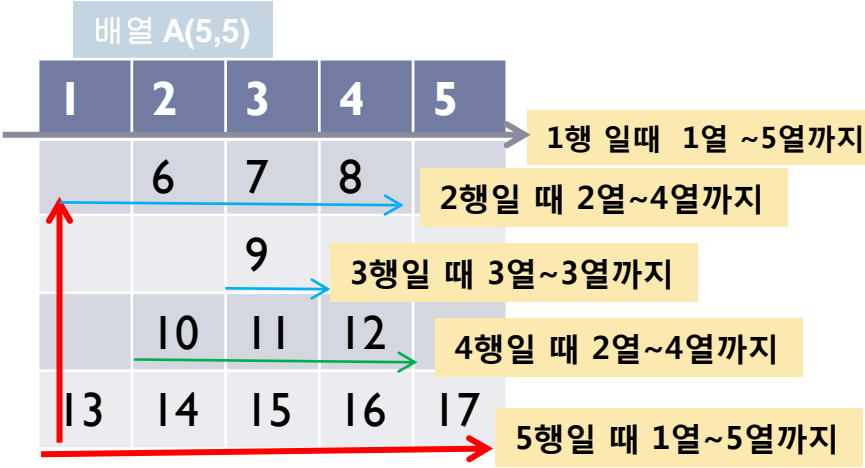 배열 A(5,5)
1 2 3 4 5
1행 일때 1열 ~5열까지
6 7 8
2행일 때 2열~4열까지
9
3행일 때 3열~3열까지
10 11 12
4행일 때 2열~4열까지
13 14 15 16 17
5행일 때 1열~5열까지